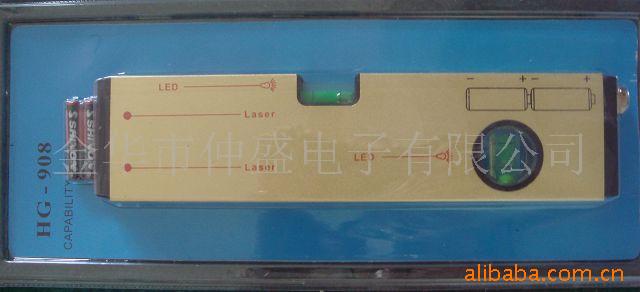 HG - 908
CAPABILITY
LED
Laser
Laser
LED
- + - +
金华市仲盛电子有限公司
alibaba.com.cn